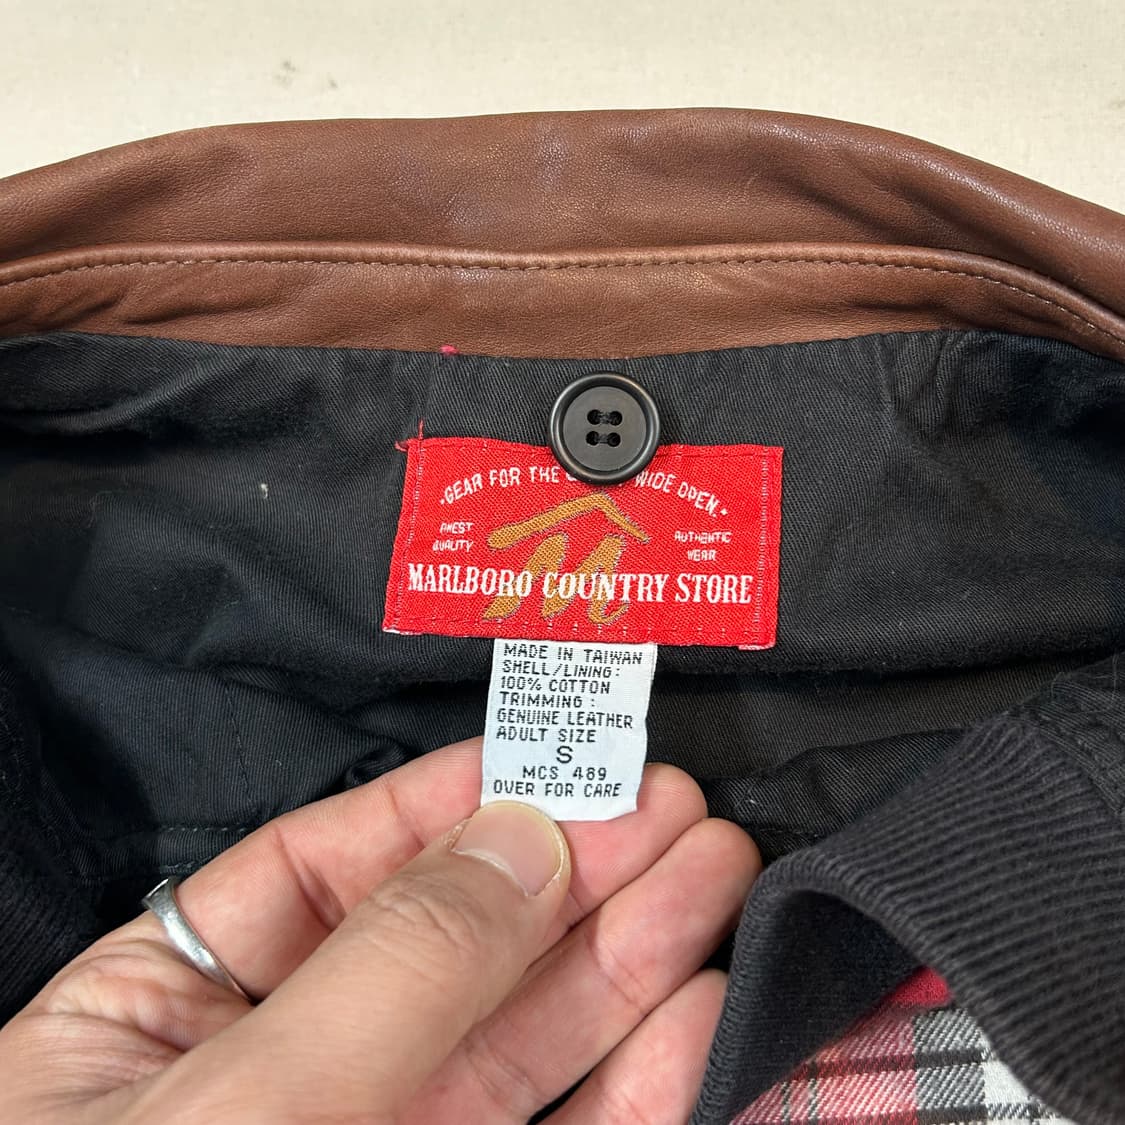 ·GEAR FOR THE WIDE OPEN.·
FINEST
QUALITY
AUTHENTIC
WEAR
MARLBORO COUNTRY STORE
MADE IN TAIWAN
SHELL/LINING:
100% COTTON
TRIMMING :
GENUINE LEATHER
ADULT SIZE
S
MCS 489
OVER FOR CARE